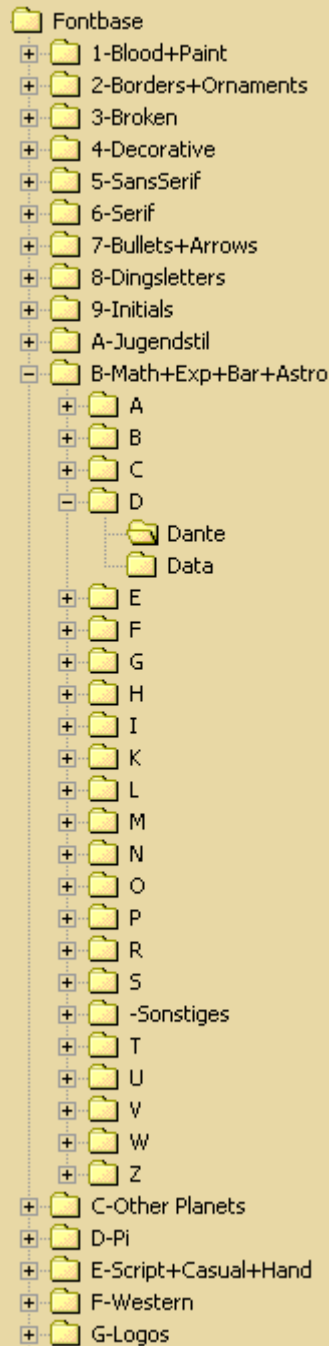 Fontbase
1-Blood+Paint
2-Borders+Ornaments
3-Broken
4-Decorative
5-SansSerif
6-Serif
7-Bullets+Arrows
8-Dingsletters
9-Initials
A-Jugendstil
B-Math+Exp+Bar+Astro
A
B
C
D
Dante
Data
E
F
G
H
I
K
L
M
N
O
P
R
S
-Sonstiges
T
U
V
W
Z
C-Other Planets
D-Pi
E-Script+Casual+Hand
F-Western
G-Logos